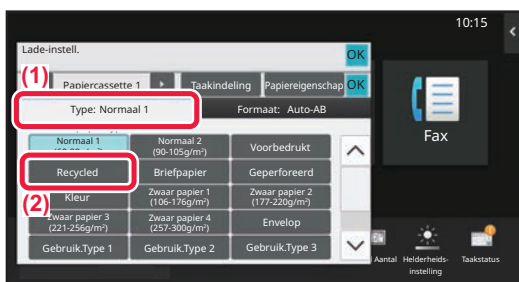 10:15
Lade-instell.
OK
(1)
Papiercassette 1
Taakindeling
Papiereigenschap
OK
Type: Normaal 1
Formaat: Auto-AB
Normaal 1
Normaal 2
(90-105g/m²)
Voorbedrukt
Recycled
Briefpapier
Geperforeerd
(2)
Kleur
Zwaar papier 1
(106-176g/m²)
Zwaar papier 2
(177-220g/m²)
Zwaar papier 3
(221-256g/m²)
Zwaar papier 4
(257-300g/m²)
Envelop
Gebruik.Type 1
Gebruik.Type 2
Gebruik.Type 3
Fax
Aantal
Helderheids-
instelling
Taakstatus